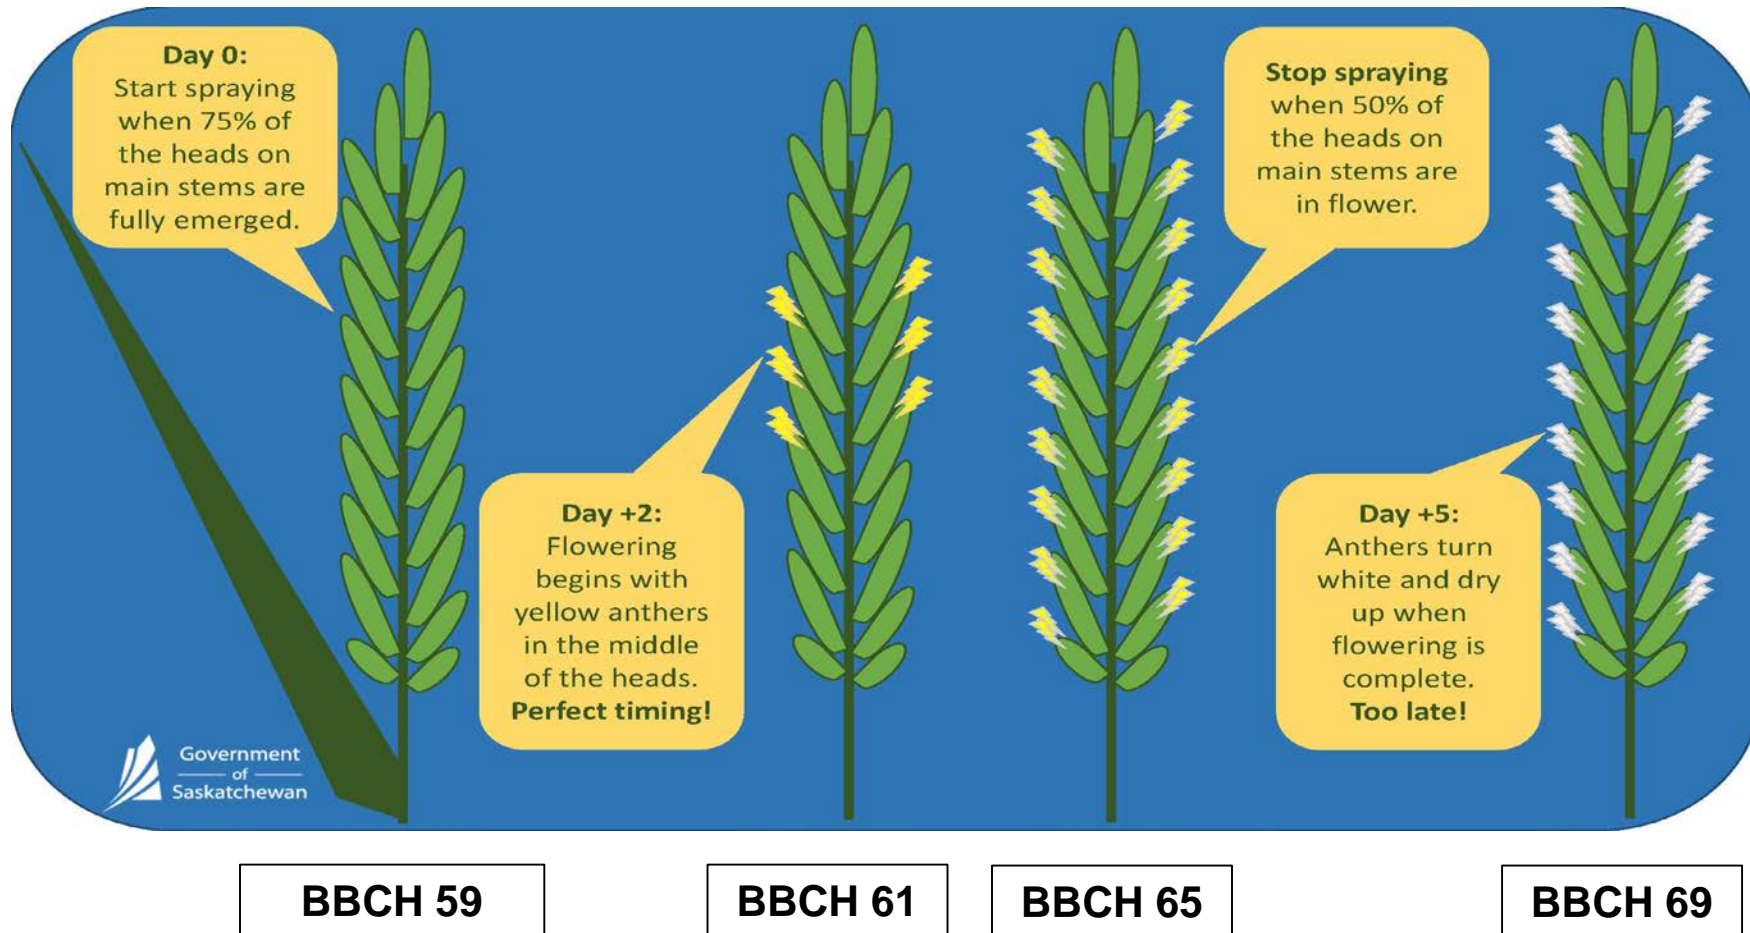 Day 0:
Start spraying
when 75% of
the heads on
main stems are
fully emerged.
Day +2:
Flowering
begins with
yellow anthers
in the middle
of the heads.
Perfect timing!
Stop spraying
when 50% of
the heads on
main stems are
in flower.
Day +5:
Anthers turn
white and dry
up when
flowering is
complete.
Too late!
Government
of
Saskatchewan
BBCH 59
BBCH 61
BBCH 65
BBCH 69